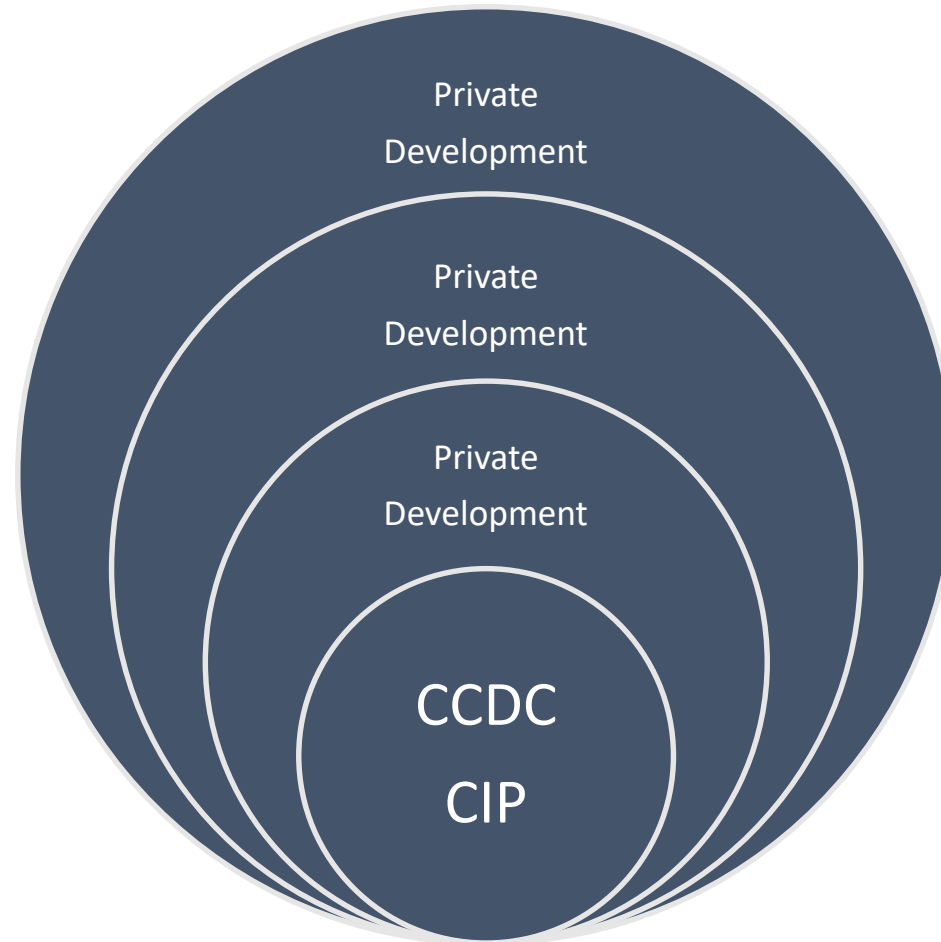 Private
Development
Private
Development
Private
Development
CCDC
CIP